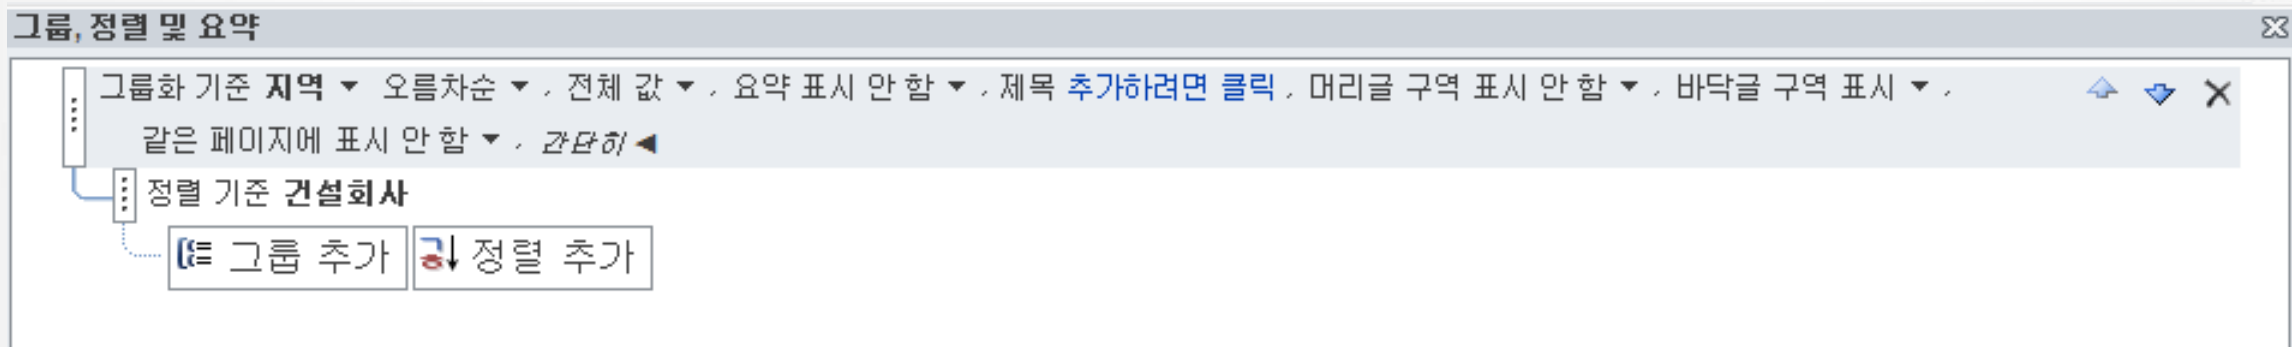 그룹, 정렬 및 요약
그룹화 기준 지역 ▼ 오름차순 ▼ , 전체 값 ▼ , 요약 표시 안 함 ▼ , 제목 추가하려면 클릭 , 머리글 구역 표시 안 함 ▼ , 바닥글 구역 표시 ▼ ,
같은 페이지에 표시 안 함 ▼ , 간단히 ◀
정렬 기준 건설회사
그룹 추가 정렬 추가